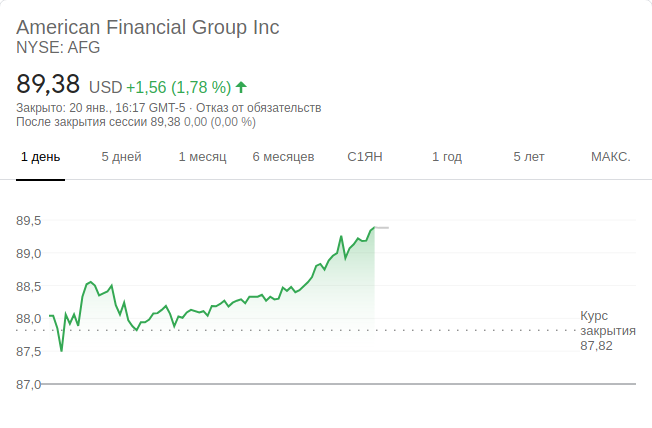 American Financial Group Inc
NYSE: AFG
89,38 USD +1,56 (1,78 %)
Закрыто: 20 янв., 16:17 GMT-5 · Отказ от обязательств
После закрытия сессии 89,38 0,00 (0,00 %)
1 день 5 дней 1 месяц 6 месяцев С1ЯН 1 год 5 лет МАКС.
89,5
89,0
88,5
88,0
87,5
87,0
Курс
закрытия
87,82